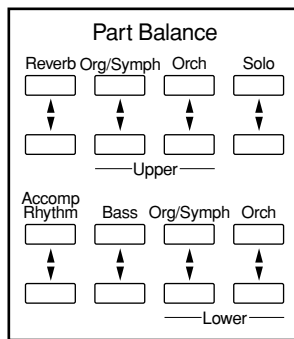 Part Balance
Reverb Org/Symph Orch Solo
Upper
Accomp
Rhythm Bass Org/Symph Orch
Lower